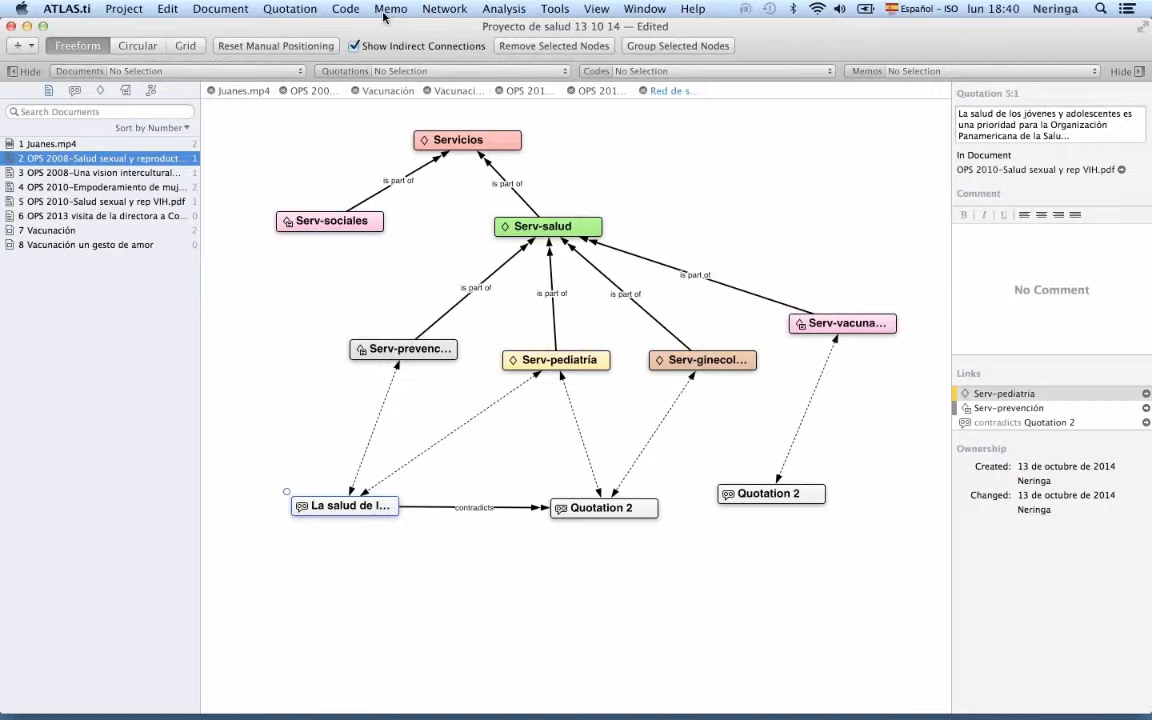 ATLAS.ti Project Edit Document Quotation Code Memo Network Analysis Tools View Window Help Español – ISO lun 18:40 Neringa
Proyecto de salud 13 10 14 — Edited
+ Freeform Circular Grid Reset Manual Positioning Show Indirect Connections Remove Selected Nodes Group Selected Nodes
Hide Documents No Selection Quotations No Selection Codes No Selection Memos No Selection Hide
Juanes.mp4 OPS 200... Vacunación Vacunaci... OPS 201... OPS 201... Red de s...
Search Documents
Sort by Number
1 Juanes.mp4 2
2 OPS 2008-Salud sexual y reproduct... 1
3 OPS 2008-Una vision intercultural... 1
4 OPS 2010-Empoderamiento de muj... 2
5 OPS 2010-Salud sexual y rep VIH.pdf 1
6 OPS 2013 visita de la directora a Co... 0
7 Vacunación 2
8 Vacunación un gesto de amor 0
Servicios
is part of
is part of
Serv-sociales
Serv-salud
is part of
is part of
is part of
is part of
Serv-vacuna...
Serv-prevenc...
Serv-pediatría
Serv-ginecol...
La salud de l...
contradicts
Quotation 2
Quotation 2
Quotation 5:1
La salud de los jóvenes y adolescentes es
una prioridad para la Organización
Panamericana de la Salu...
In Document
OPS 2010-Salud sexual y rep VIH.pdf
Comment
B I U
No Comment
Links
Serv-pediatría
Serv-prevención
contradicts Quotation 2
Ownership
Created: 13 de octubre de 2014
Neringa
Changed: 13 de octubre de 2014
Neringa